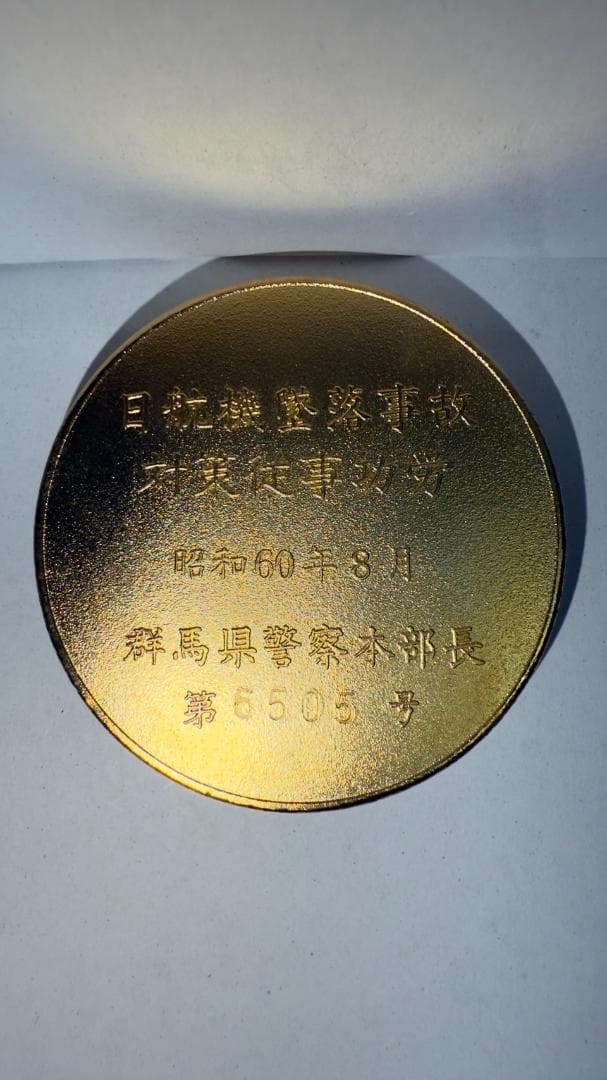 日航機墜落事故
対策従事功労
昭和60年8月
群馬県警察本部長
第6505号